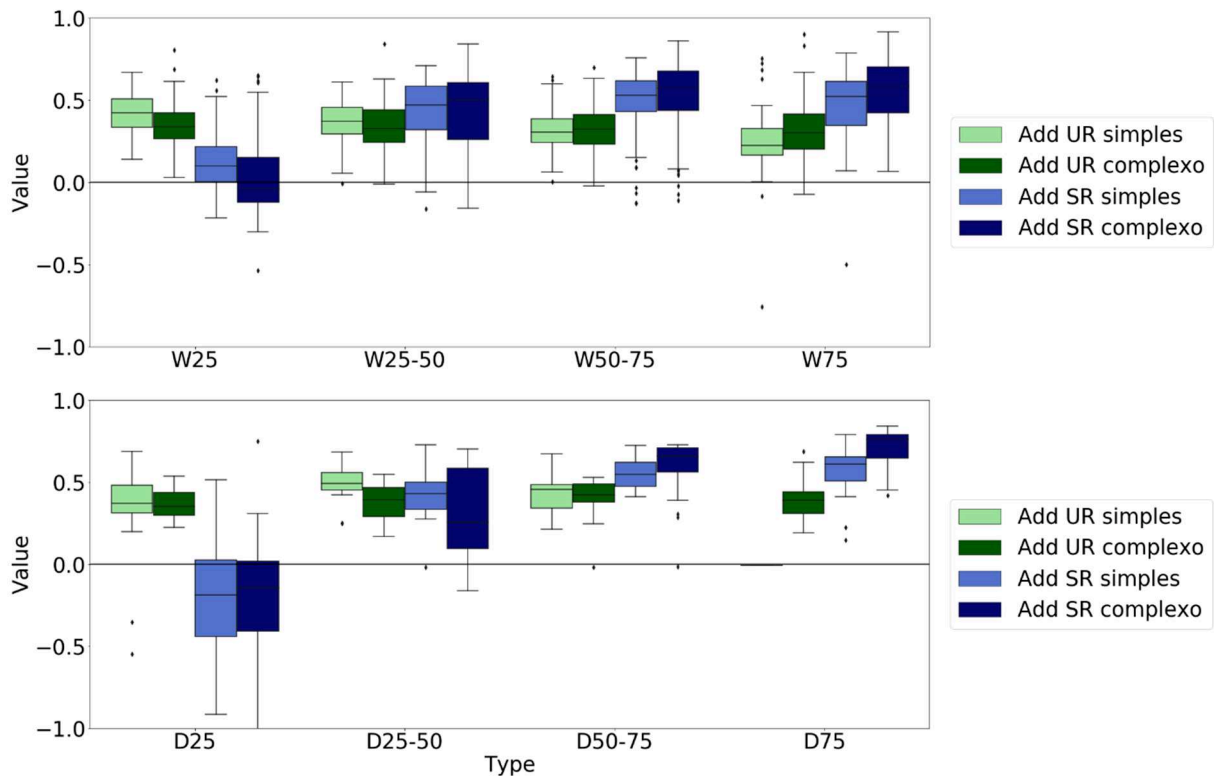 1.0
0.5
0.0
−0.5
−1.0
Value
W25 W25-50 W50-75 W75
Add UR simples
Add UR complexo
Add SR simples
Add SR complexo
1.0
0.5
0.0
−0.5
−1.0
Value
D25 D25-50 D50-75 D75
Type
Add UR simples
Add UR complexo
Add SR simples
Add SR complexo